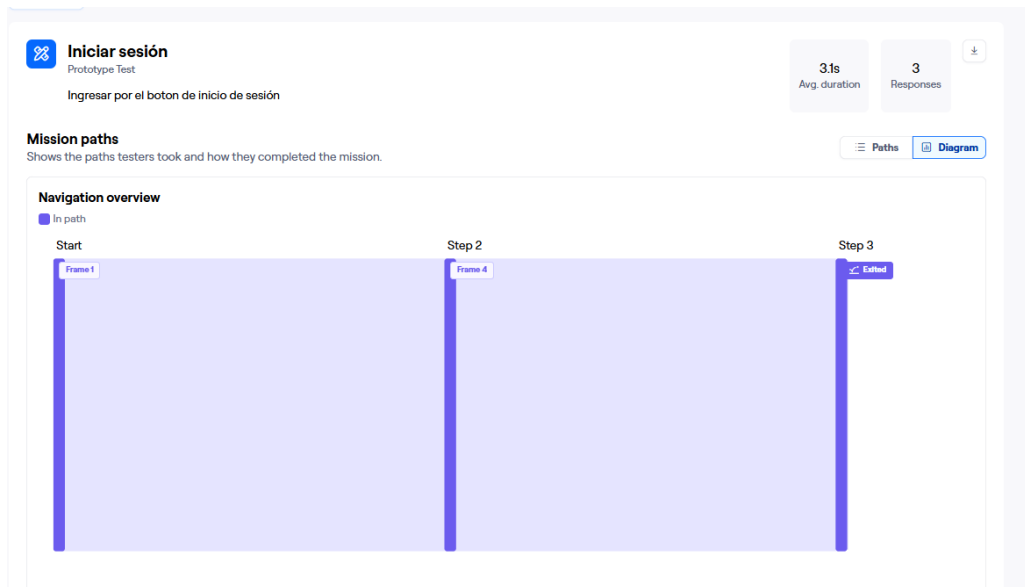 Iniciar sesión
Prototype Test
Ingresar por el boton de inicio de sesión
3.1s
Avg. duration
3
Responses
Mission paths
Shows the paths testers took and how they completed the mission.
Paths
Diagram
Navigation overview
In path
Start
Step 2
Step 3
Frame 1
Frame 4
Exited